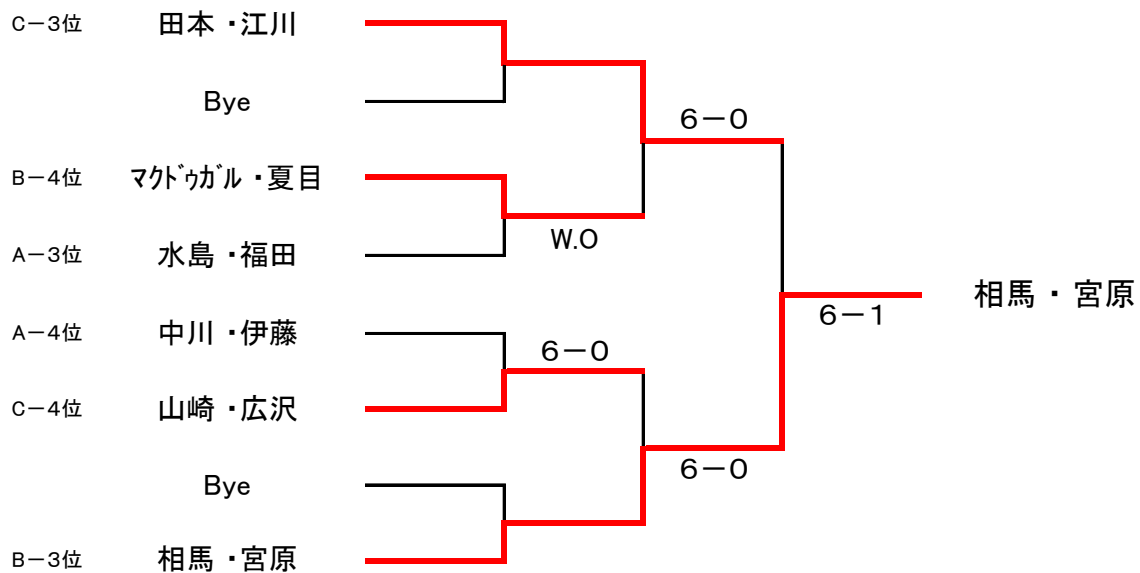 C－3位 田本・江川
Bye
6－0
B－4位 ﾏｸﾄﾞｩｶﾞﾙ・夏目
W.O
A－3位 水島・福田
相馬・宮原
6－1
A－4位 中川・伊藤
6－0
C－4位 山崎・広沢
6－0
Bye
B－3位 相馬・宮原